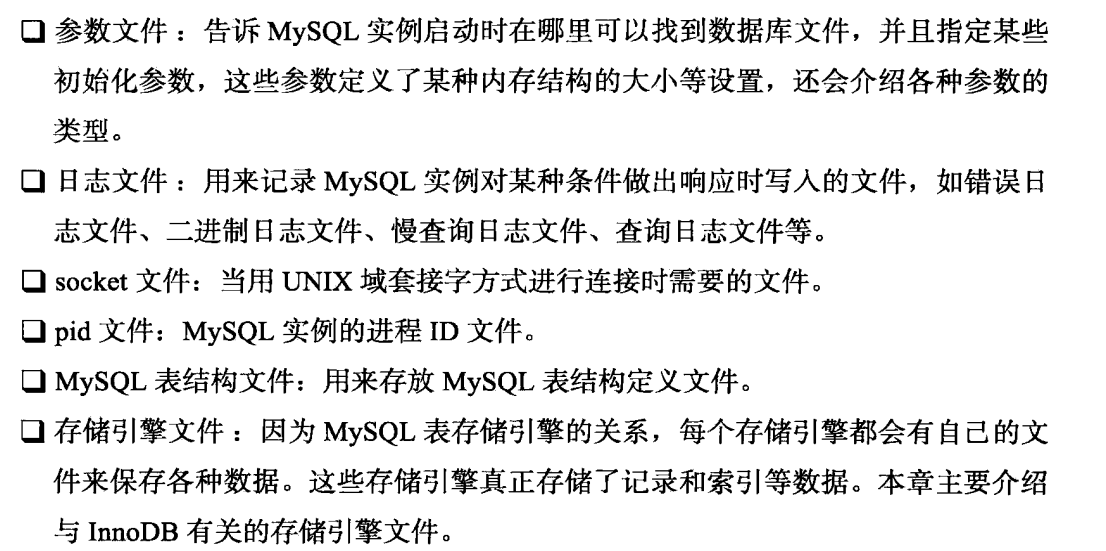 ❏ 参数文件：告诉 MySQL 实例启动时在哪里可以找到数据库文件，并且指定某些
初始化参数，这些参数定义了某种内存结构的大小等设置，还会介绍各种参数的
类型。
❏ 日志文件：用来记录 MySQL 实例对某种条件做出响应时写入的文件，如错误日
志文件、二进制日志文件、慢查询日志文件、查询日志文件等。
❏ socket 文件：当用 UNIX 域套接字方式进行连接时需要的文件。
❏ pid 文件：MySQL 实例的进程 ID 文件。
❏ MySQL 表结构文件：用来存放 MySQL 表结构定义文件。
❏ 存储引擎文件：因为 MySQL 表存储引擎的关系，每个存储引擎都会有自己的文
件来保存各种数据。这些存储引擎真正存储了记录和索引等数据。本章主要介绍
与 InnoDB 有关的存储引擎文件。